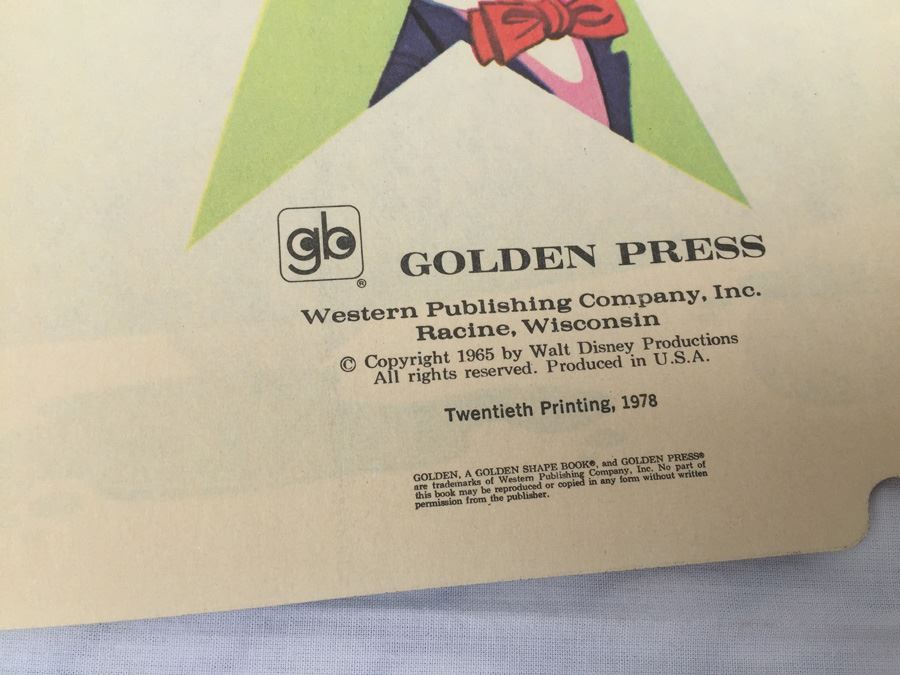 gb®
GOLDEN PRESS
Western Publishing Company, Inc.
Racine, Wisconsin
© Copyright 1965 by Walt Disney Productions
All rights reserved. Produced in U.S.A.
Twentieth Printing, 1978
GOLDEN, A GOLDEN SHAPE BOOK®, and GOLDEN PRESS®
are trademarks of Western Publishing Company, Inc. No part of
this book may be reproduced or copied in any form without written
permission from the publisher.